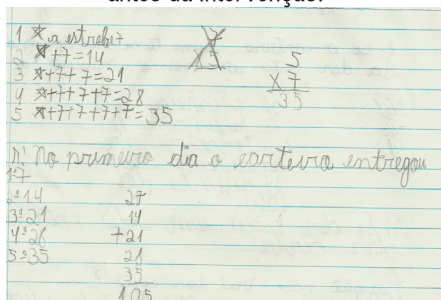 antes da intervenção.
1 ☆ a estrela 7
2 ☆+7=14
3 ☆+7+7=21
4 ☆+7+7+7=28
5 ☆+7+7+7+7=35
5
x7
35
R: No primeiro dia o carteiro entregou
1º 7
2º 14
3º 21
4º 28
5º 35
27
14
+21
28
35
105